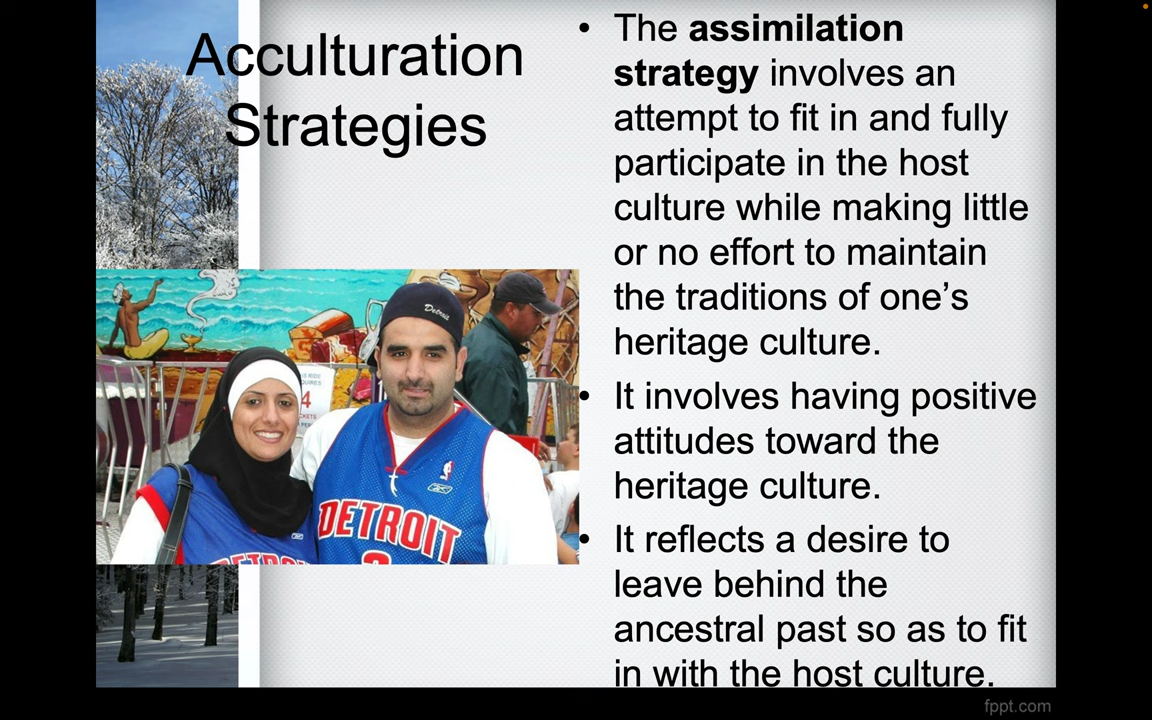 Acculturation
Strategies
• The assimilation
strategy involves an
attempt to fit in and fully
participate in the host
culture while making little
or no effort to maintain
the traditions of one’s
heritage culture.
• It involves having positive
attitudes toward the
heritage culture.
• It reflects a desire to
leave behind the
ancestral past so as to fit
in with the host culture.
Detroit
4
DETROIT
DETROIT
fppt.com